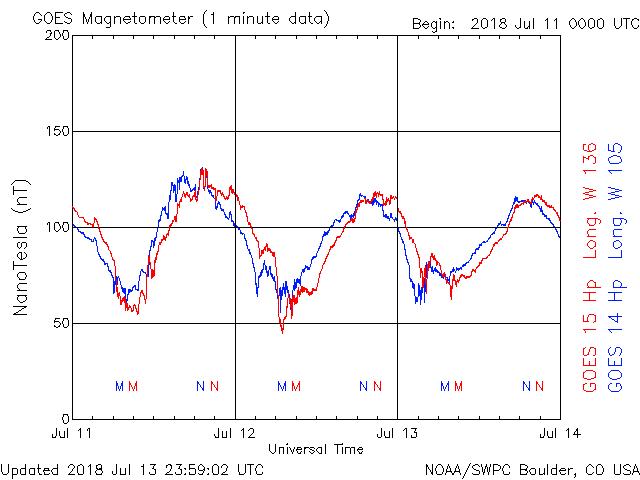 GOES Magnetometer (1 minute data)
Begin: 2018 Jul 11 0000 UTC
200
150
100
50
0
NanoTesla (nT)
M M N N M M N N M M N N
Jul 11 Jul 12 Jul 13 Jul 14
Universal Time
GOES 15 Hp Long. W 136
GOES 14 Hp Long. W 105
Updated 2018 Jul 13 23:59:02 UTC
NOAA/SWPC Boulder, CO USA